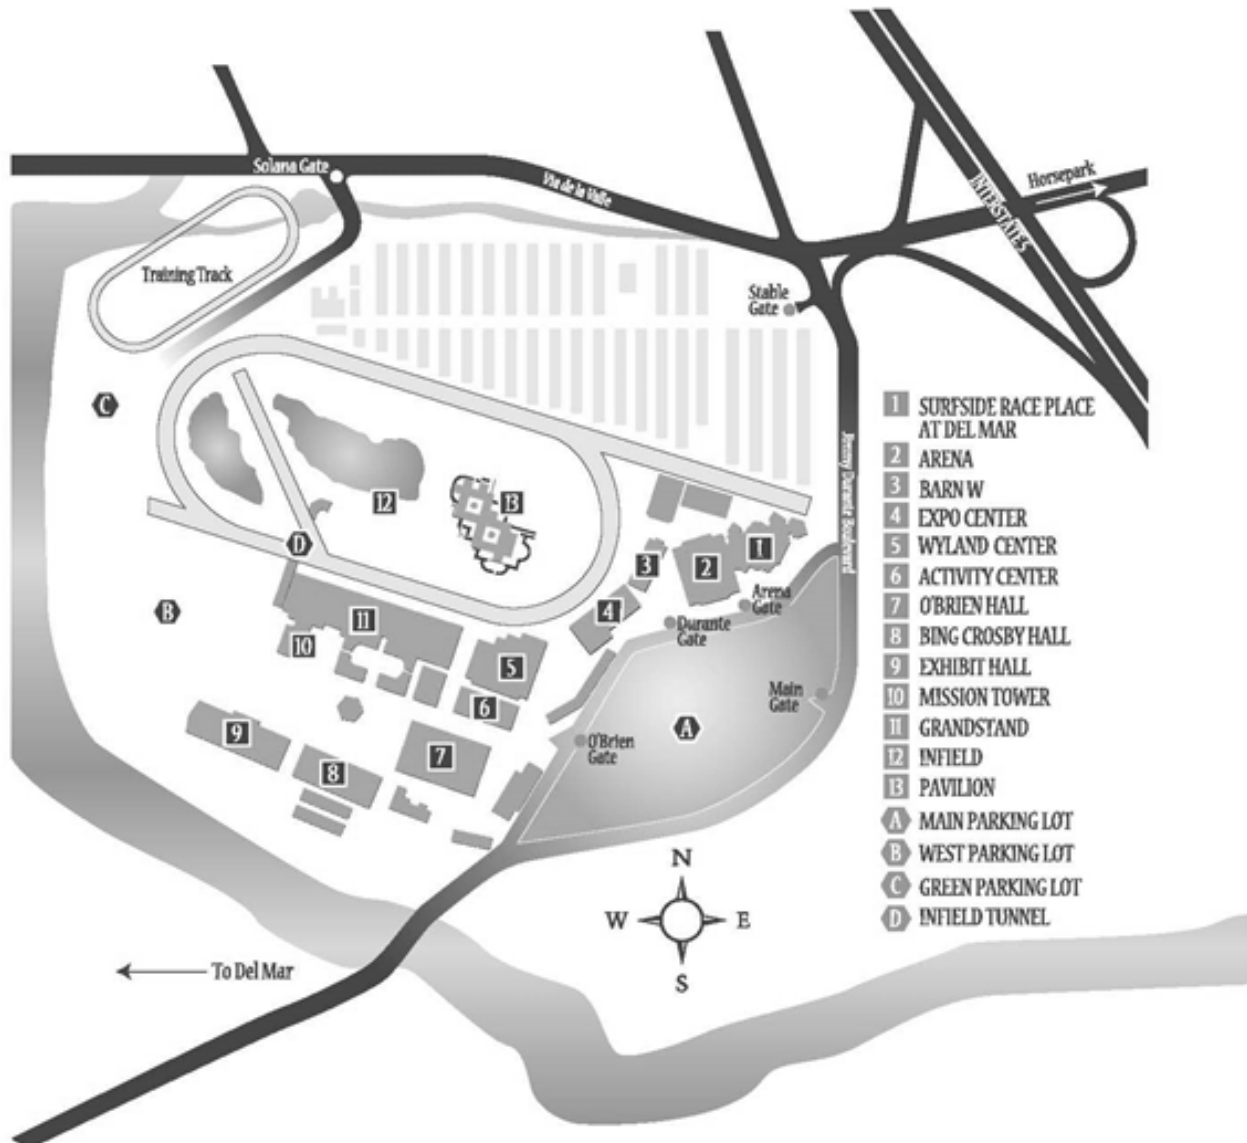 Solana Gate
Via de la Valle
Horsepark
INTERSTATES
Training Track
Stable
Gate
Jimmy Durante Boulevard
C
12
13
D
B
11
10
9
8
7
6
5
4
3
2
1
Arena
Gate
Durante
Gate
Main
Gate
A
O'Brien
Gate
1 SURFSIDE RACE PLACE
AT DEL MAR
2 ARENA
3 BARN W
4 EXPO CENTER
5 WYLAND CENTER
6 ACTIVITY CENTER
7 O'BRIEN HALL
8 BING CROSBY HALL
9 EXHIBIT HALL
10 MISSION TOWER
11 GRANDSTAND
12 INFIELD
13 PAVILION
A MAIN PARKING LOT
B WEST PARKING LOT
C GREEN PARKING LOT
D INFIELD TUNNEL
N
W E
S
To Del Mar